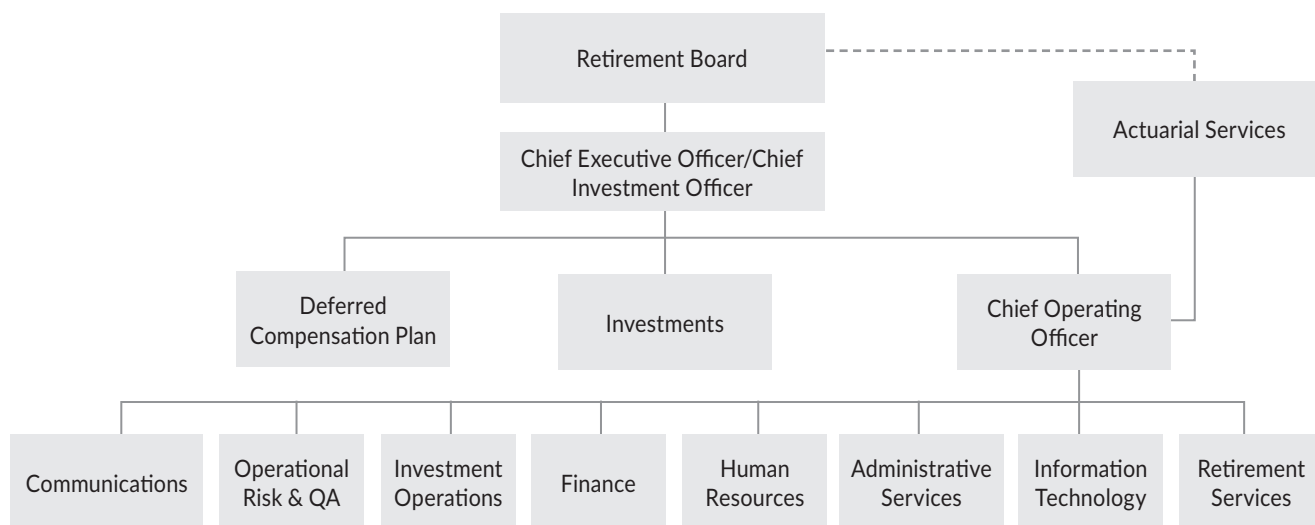 Retirement Board
Actuarial Services
Chief Executive Officer/Chief
Investment Officer
Deferred
Compensation Plan
Investments
Chief Operating
Officer
Communications
Operational
Risk & QA
Investment
Operations
Finance
Human
Resources
Administrative
Services
Information
Technology
Retirement
Services